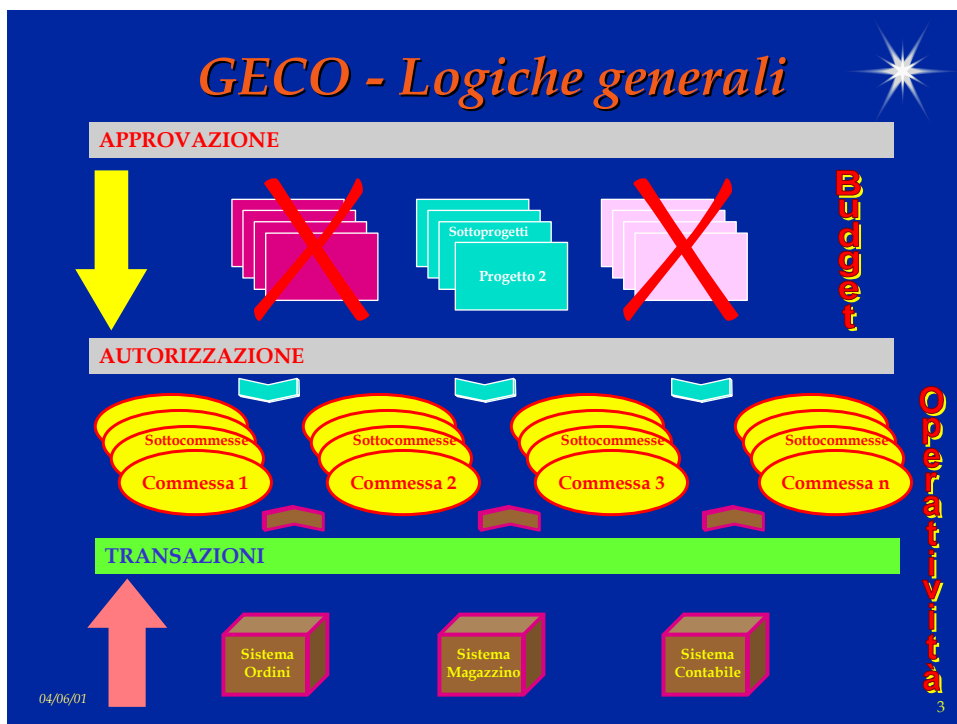 GECO - Logiche generali
APPROVAZIONE
Budget
Sottoprogetti
Progetto 2
AUTORIZZAZIONE
Operatività
Sottocommesse
Commessa 1
Sottocommesse
Commessa 2
Sottocommesse
Commessa 3
Sottocommesse
Commessa n
TRANSAZIONI
Sistema
Ordini
Sistema
Magazzino
Sistema
Contabile
04/06/01
3